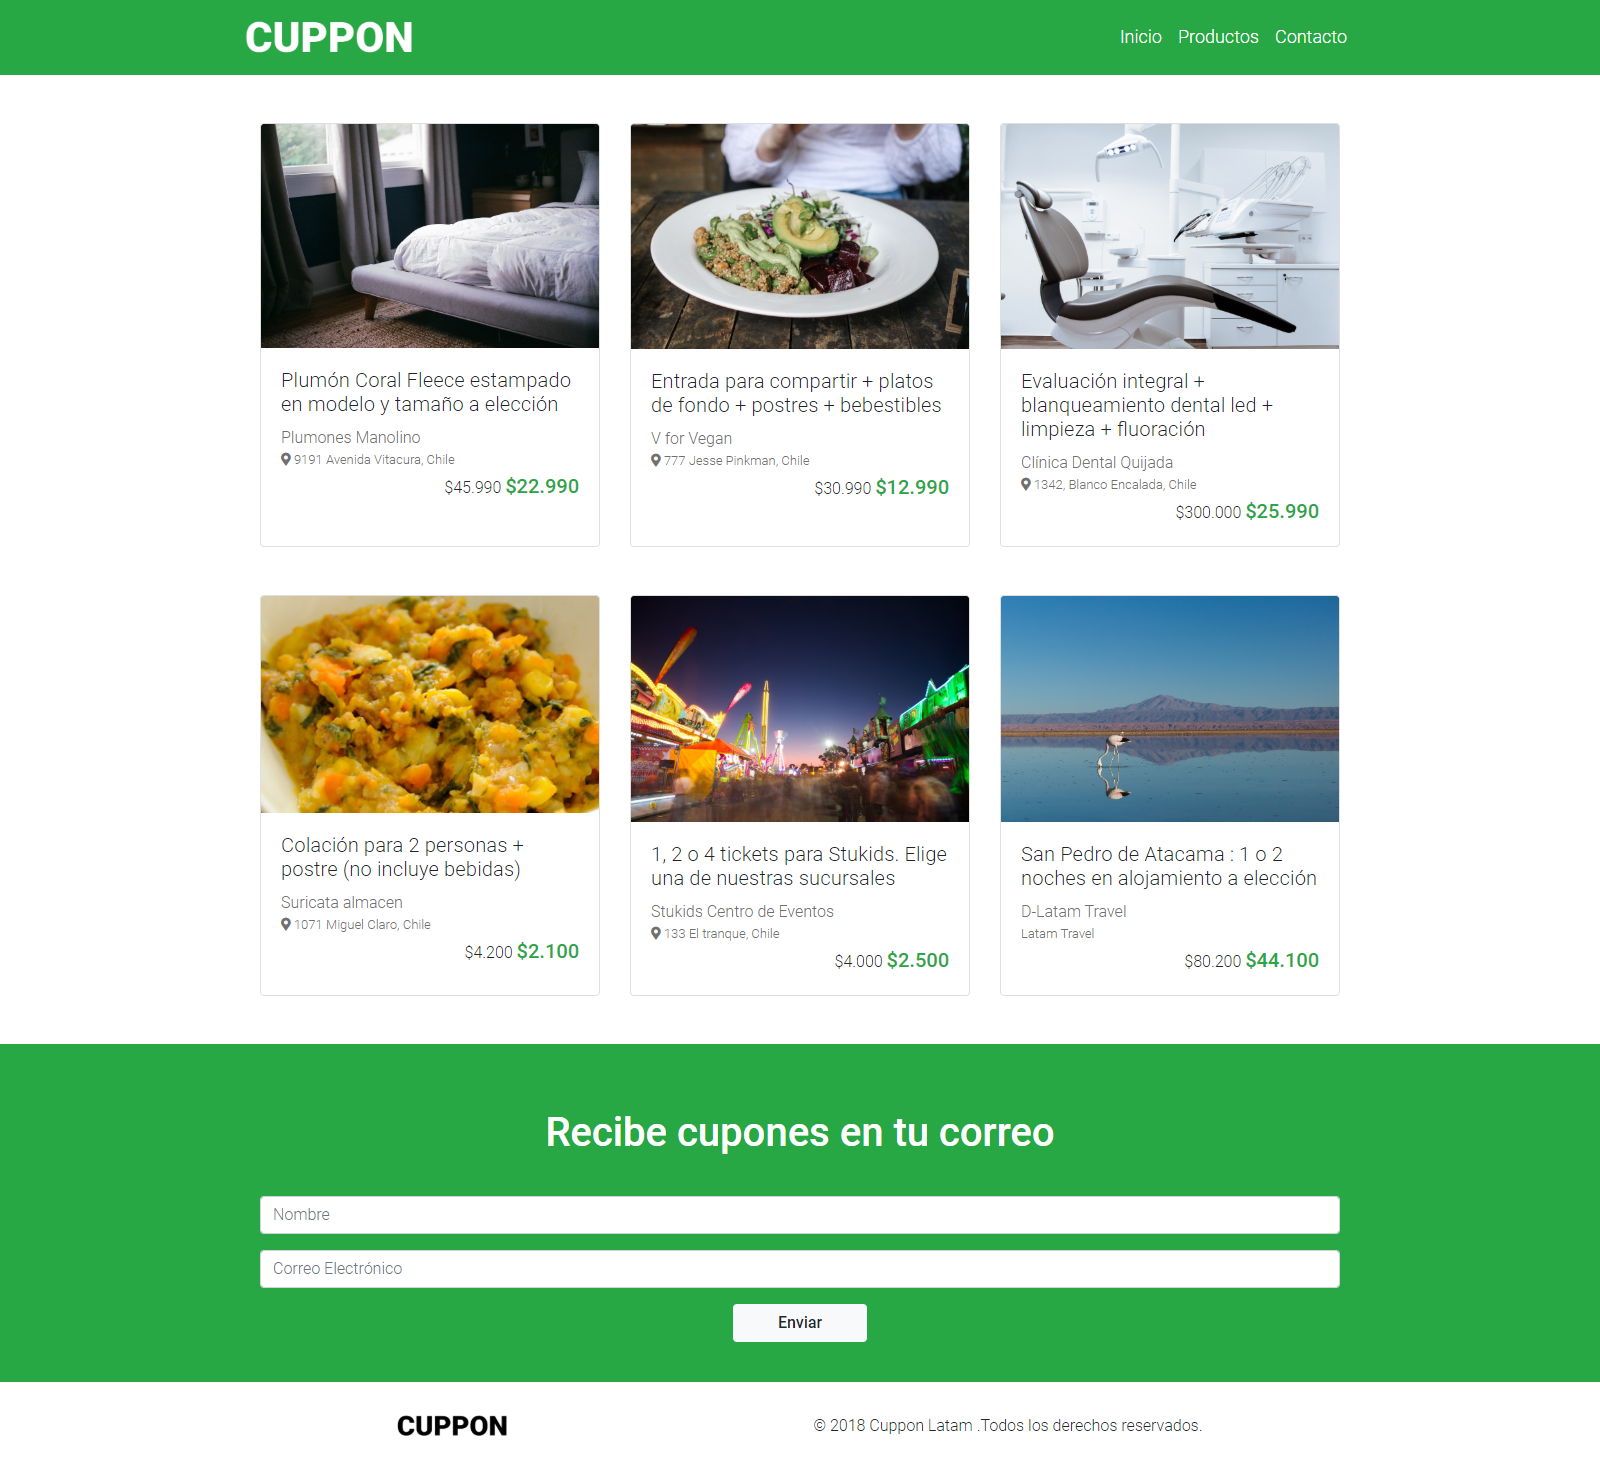 CUPPON
Inicio Productos Contacto
Plumón Coral Fleece estampado
en modelo y tamaño a elección
Plumones Manolino
9191 Avenida Vitacura, Chile
$45.990 $22.990
Entrada para compartir + platos
de fondo + postres + bebestibles
V for Vegan
777 Jesse Pinkman, Chile
$30.990 $12.990
Evaluación integral +
blanqueamiento dental led +
limpieza + fluoración
Clínica Dental Quijada
1342, Blanco Encalada, Chile
$300.000 $25.990
Colación para 2 personas +
postre (no incluye bebidas)
Suricata almacen
1071 Miguel Claro, Chile
$4.200 $2.100
1, 2 o 4 tickets para Stukids. Elige
una de nuestras sucursales
Stukids Centro de Eventos
133 El tranque, Chile
$4.000 $2.500
San Pedro de Atacama : 1 o 2
noches en alojamiento a elección
D-Latam Travel
Latam Travel
$80.200 $44.100
Recibe cupones en tu correo
Nombre
Correo Electrónico
Enviar
CUPPON
© 2018 Cuppon Latam .Todos los derechos reservados.